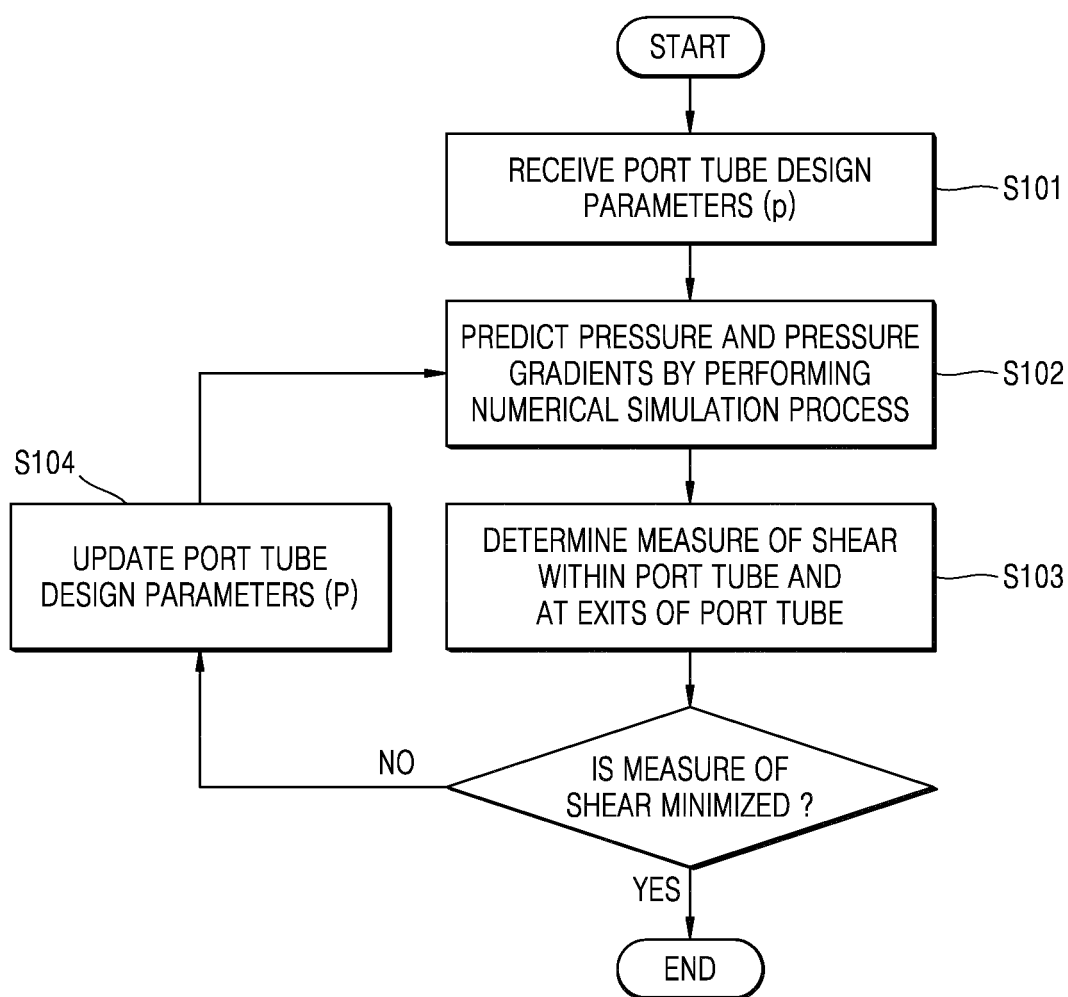 START
RECEIVE PORT TUBE DESIGN
PARAMETERS (p)
S101
PREDICT PRESSURE AND PRESSURE
GRADIENTS BY PERFORMING
NUMERICAL SIMULATION PROCESS
S102
S104
UPDATE PORT TUBE
DESIGN PARAMETERS (P)
DETERMINE MEASURE OF SHEAR
WITHIN PORT TUBE AND
AT EXITS OF PORT TUBE
S103
NO
IS MEASURE OF
SHEAR MINIMIZED ?
YES
END